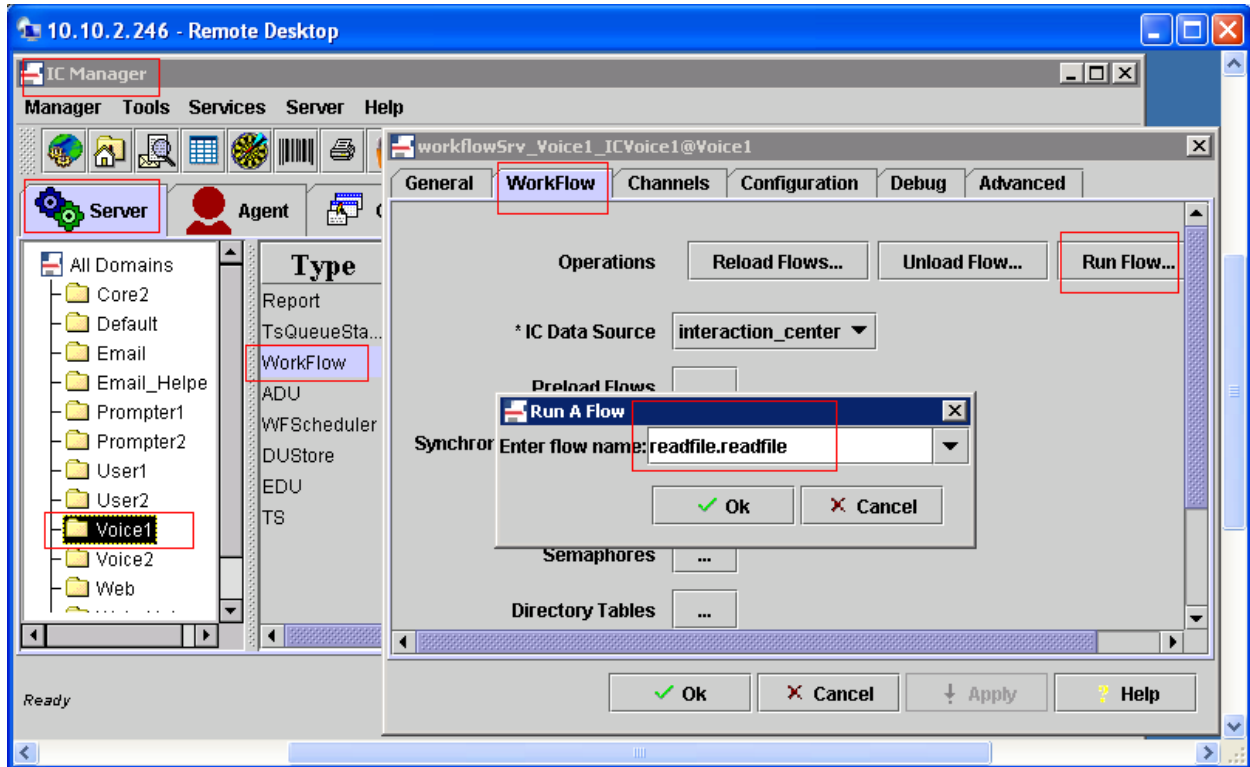 10.10.2.246 - Remote Desktop
IC Manager
Manager Tools Services Server Help
Server
Agent
All Domains
Core2
Default
Email
Email_Helpe
Prompter1
Prompter2
User1
User2
Voice1
Voice2
Web
Type
Report
TsQueueSta...
WorkFlow
ADU
WFScheduler
DUStore
EDU
TS
Ready
workflowSrv_Voice1_ICVoice1@Voice1
General WorkFlow Channels Configuration Debug Advanced
Operations Reload Flows... Unload Flow... Run Flow...
* IC Data Source interaction_center
Preload Flows
Synchror
Run A Flow
Enter flow name: readfile.readfile
Ok Cancel
Semaphores ...
Directory Tables ...
Ok Cancel Apply Help